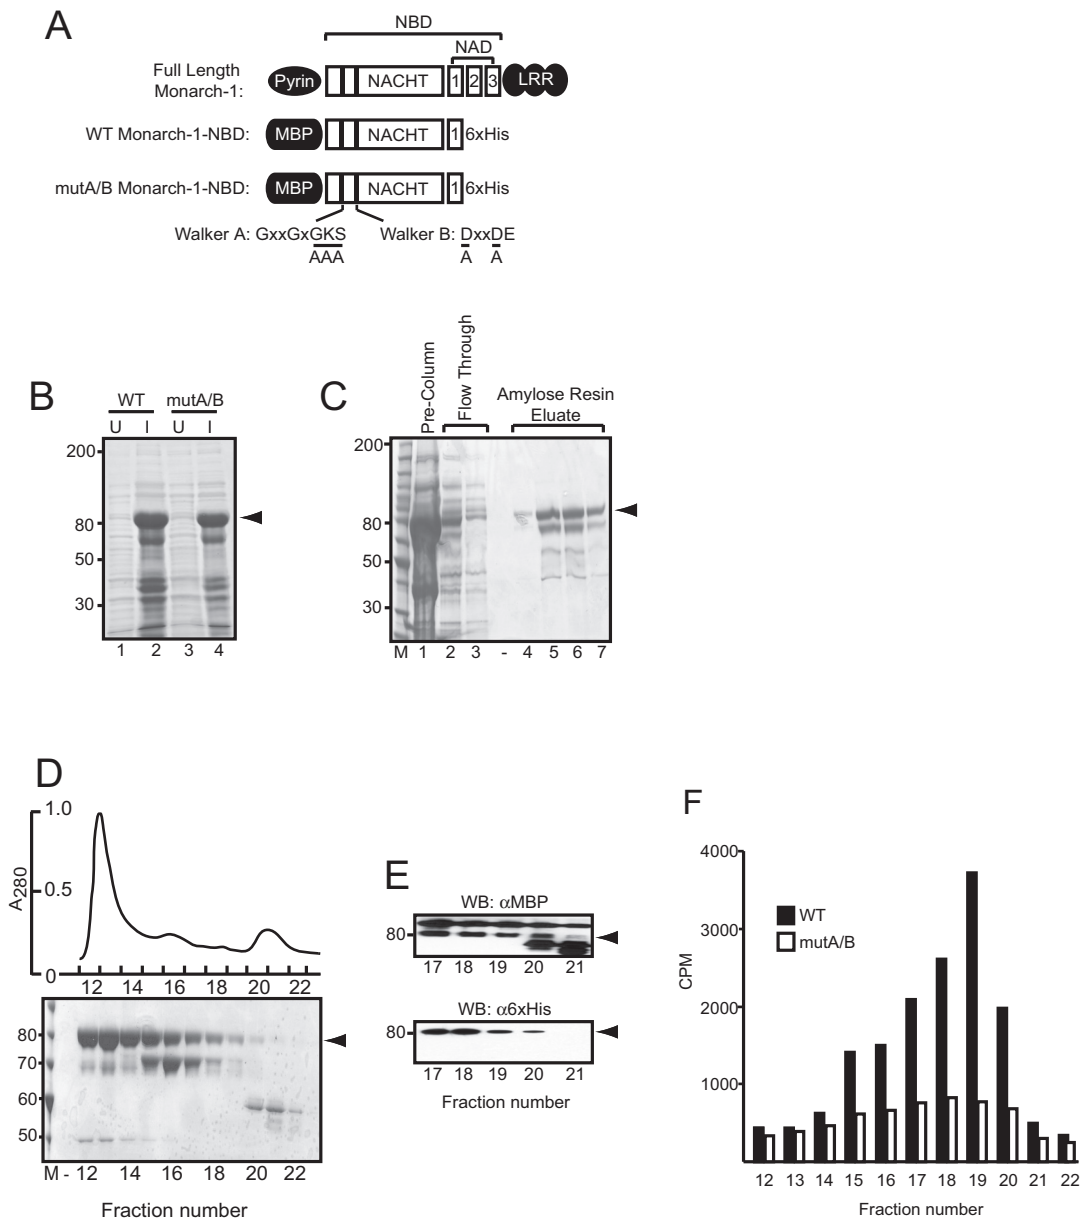 A
NBD
NAD
Full Length
Monarch-1:
Pyrin
NACHT
1 2 3
LRR
WT Monarch-1-NBD:
MBP
NACHT
1
6xHis
mutA/B Monarch-1-NBD:
MBP
NACHT
1
6xHis
Walker A: GxxGxGKS
AAA
Walker B: DxxDE
A A
B
WT mutA/B
U I U I
200
80
50
30
1 2 3 4
C
Pre-Column
Flow Through
Amylose Resin
Eluate
200
80
50
30
M 1 2 3 - 4 5 6 7
D
A280
1.0
0.5
0
12 14 16 18 20 22
80
70
60
50
M - 12 14 16 18 20 22
Fraction number
E
WB: αMBP
80
17 18 19 20 21
WB: α6xHis
80
17 18 19 20 21
Fraction number
F
CPM
4000
3000
2000
1000
WT
mutA/B
12 13 14 15 16 17 18 19 20 21 22
Fraction number